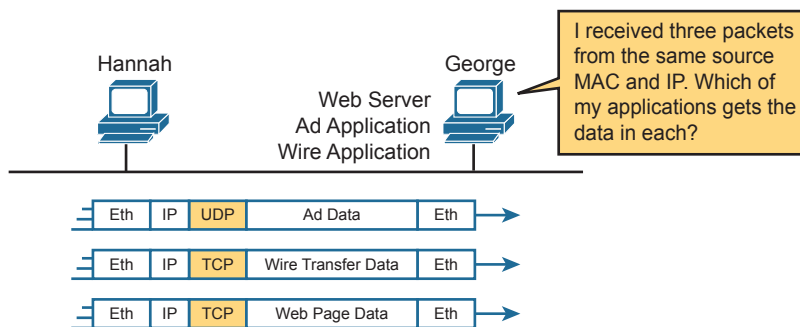 Hannah
George
Web Server
Ad Application
Wire Application
I received three packets
from the same source
MAC and IP. Which of
my applications gets the
data in each?
Eth IP UDP Ad Data Eth
Eth IP TCP Wire Transfer Data Eth
Eth IP TCP Web Page Data Eth